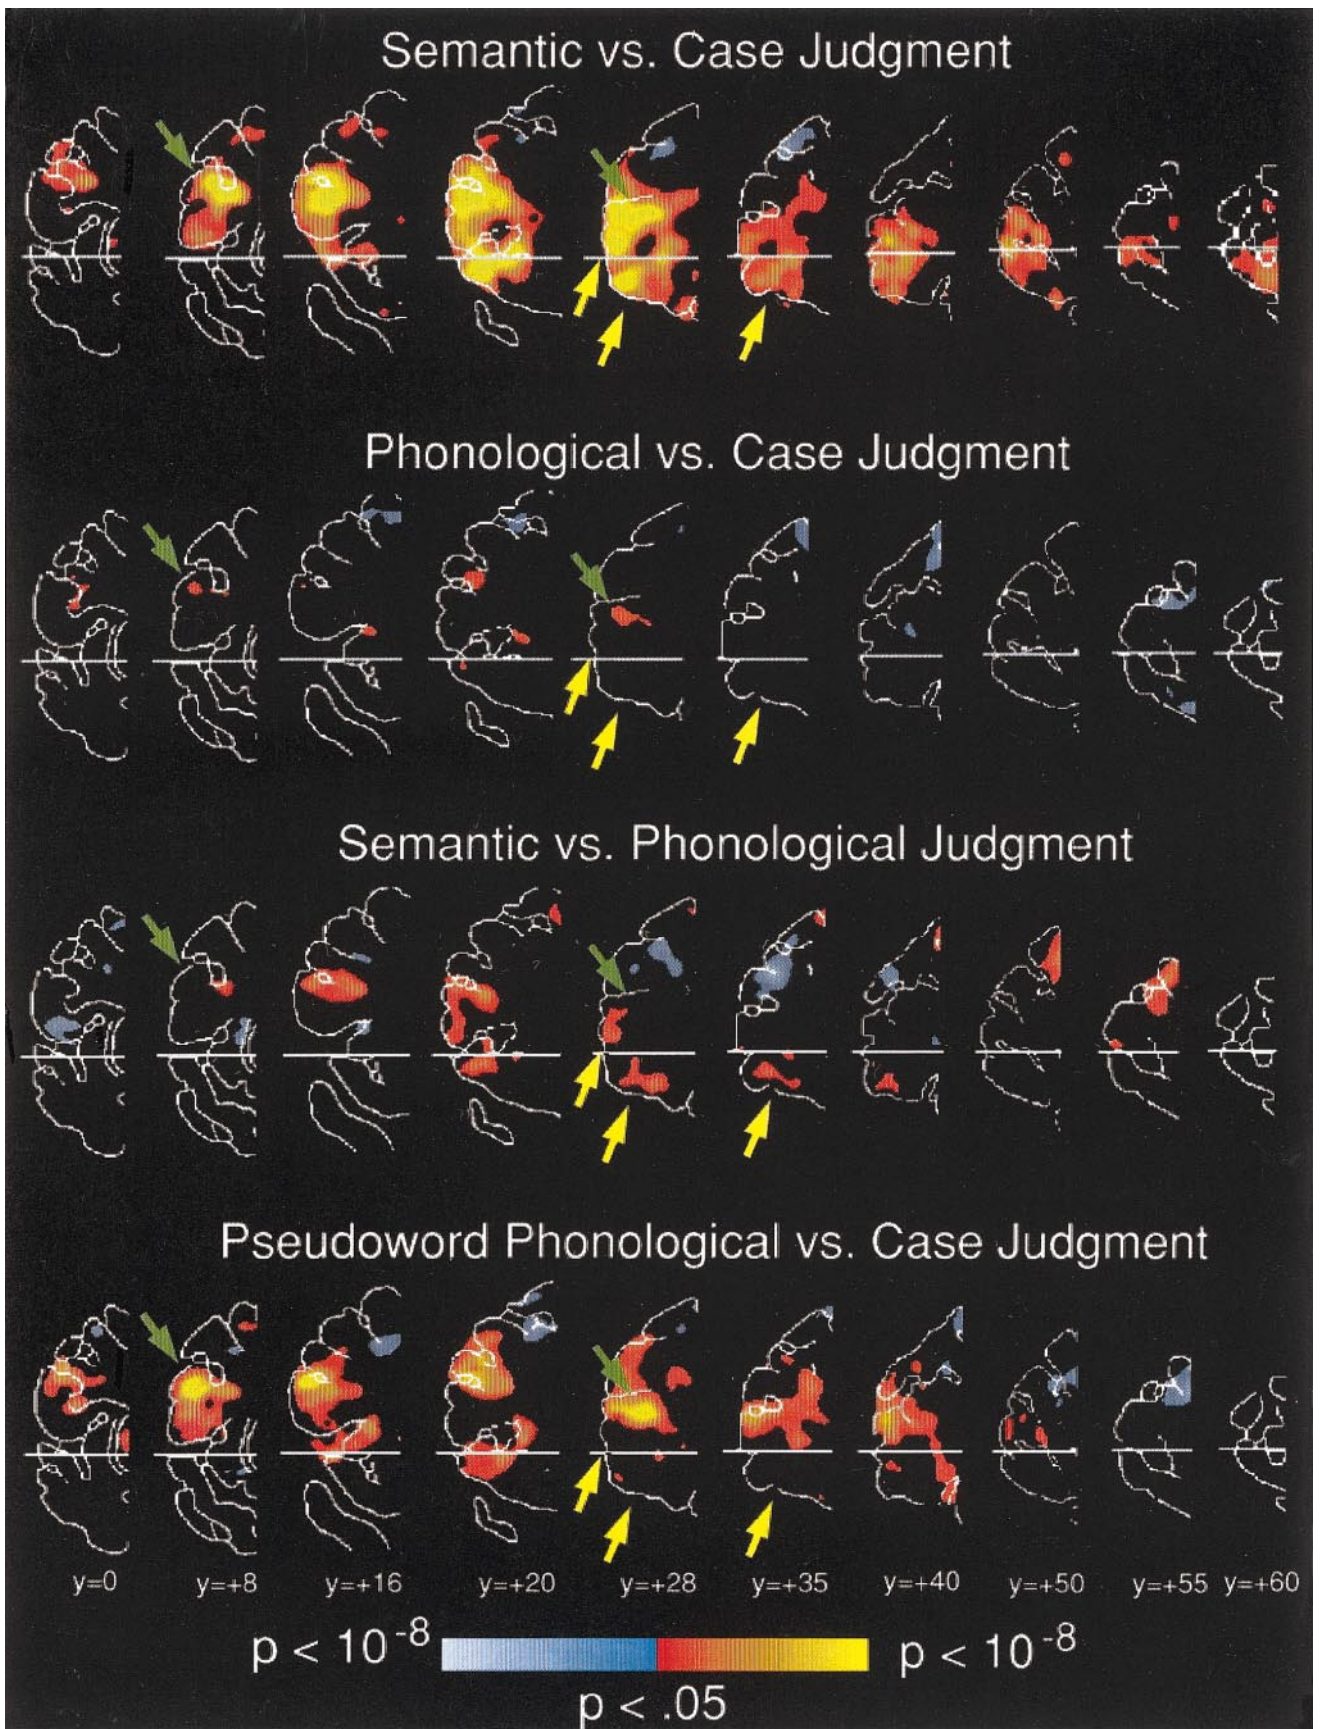 Semantic vs. Case Judgment
Phonological vs. Case Judgment
Semantic vs. Phonological Judgment
Pseudoword Phonological vs. Case Judgment
y=0 y=+8 y=+16 y=+20 y=+28 y=+35 y=+40 y=+50 y=+55 y=+60
p < 10⁻⁸ p < 10⁻⁸
p < .05